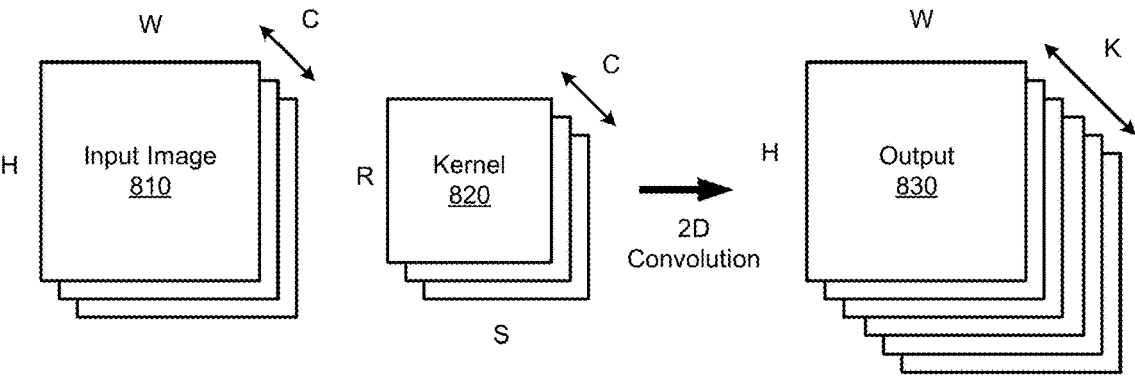 W
C
H
Input Image
810
C
R
Kernel
820
S
2D
Convolution
W
K
H
Output
830